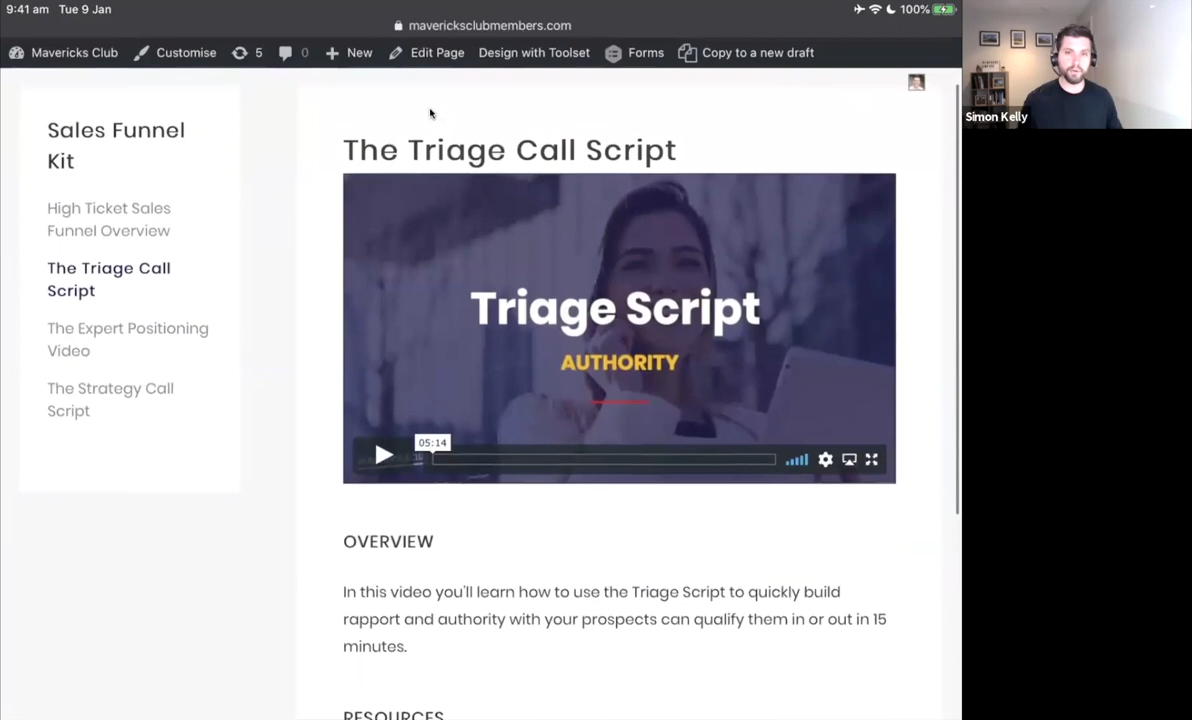 9:41 am Tue 9 Jan
100%
mavericksclubmembers.com
Mavericks Club Customise 5 0 New Edit Page Design with Toolset Forms Copy to a new draft
Simon Kelly
Sales Funnel
Kit
High Ticket Sales
Funnel Overview
The Triage Call
Script
The Expert Positioning
Video
The Strategy Call
Script
The Triage Call Script
Triage Script
AUTHORITY
05:14
OVERVIEW
In this video you'll learn how to use the Triage Script to quickly build
rapport and authority with your prospects can qualify them in or out in 15
minutes.
RESOURCES